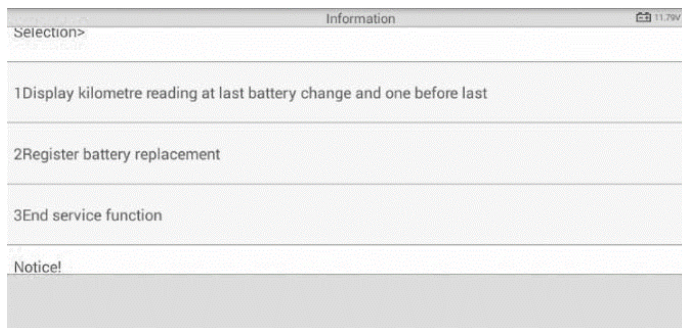 Information
11.79V
Selection>
1Display kilometre reading at last battery change and one before last
2Register battery replacement
3End service function
Notice!